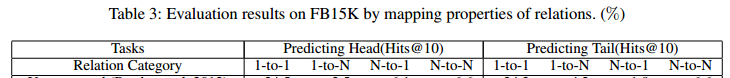 Table 3: Evaluation results on FB15K by mapping properties of relations. (%)
Tasks Predicting Head(Hits@10) Predicting Tail(Hits@10)
Relation Category 1-to-1 1-to-N N-to-1 N-to-N 1-to-1 1-to-N N-to-1 N-to-N